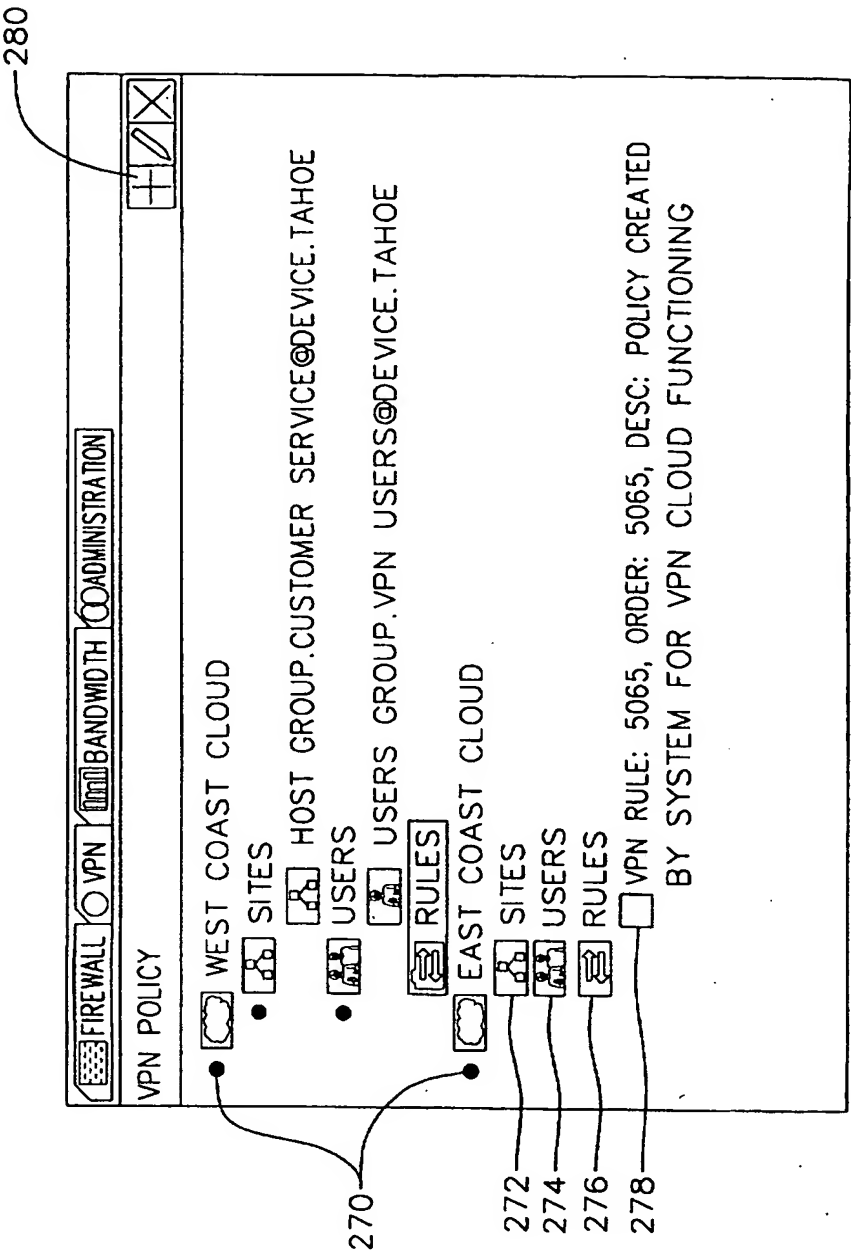 280
FIREWALL VPN BANDWIDTH ADMINISTRATION
VPN POLICY
WEST COAST CLOUD
SITES
HOST GROUP.CUSTOMER SERVICE@DEVICE.TAHOE
USERS
USERS GROUP.VPN USERS@DEVICE.TAHOE
RULES
270
EAST COAST CLOUD
272
SITES
274
USERS
276
RULES
278
VPN RULE: 5065, ORDER: 5065, DESC: POLICY CREATED
BY SYSTEM FOR VPN CLOUD FUNCTIONING